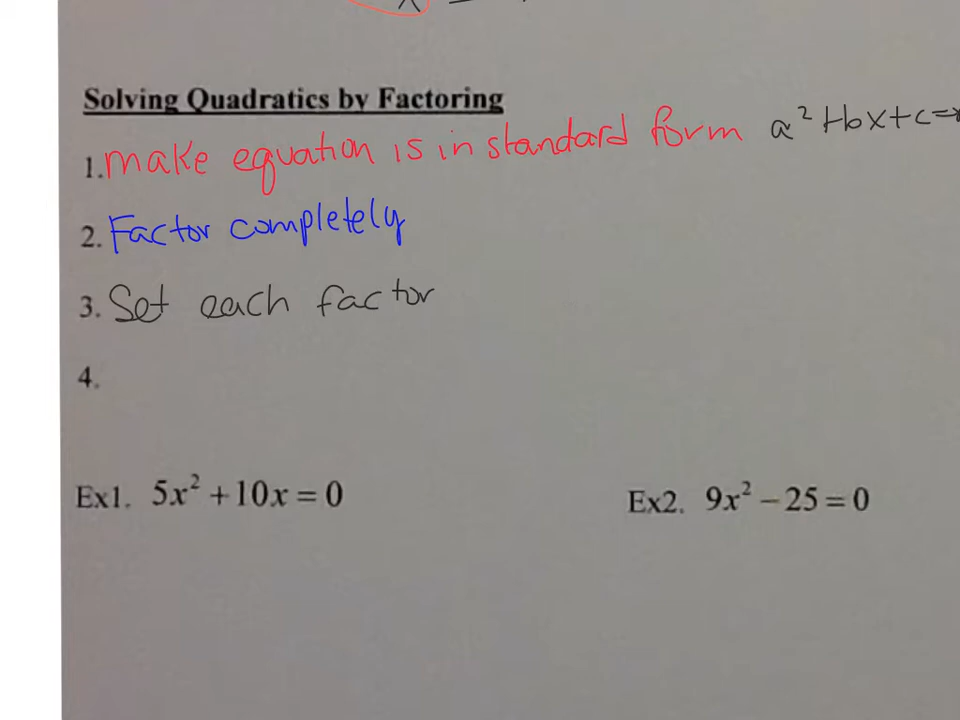 Solving Quadratics by Factoring
1. make equation is in standard form a² + bx + c =
2. Factor completely
3. Set each factor
4.
Ex1. 5x² + 10x = 0
Ex2. 9x² − 25 = 0